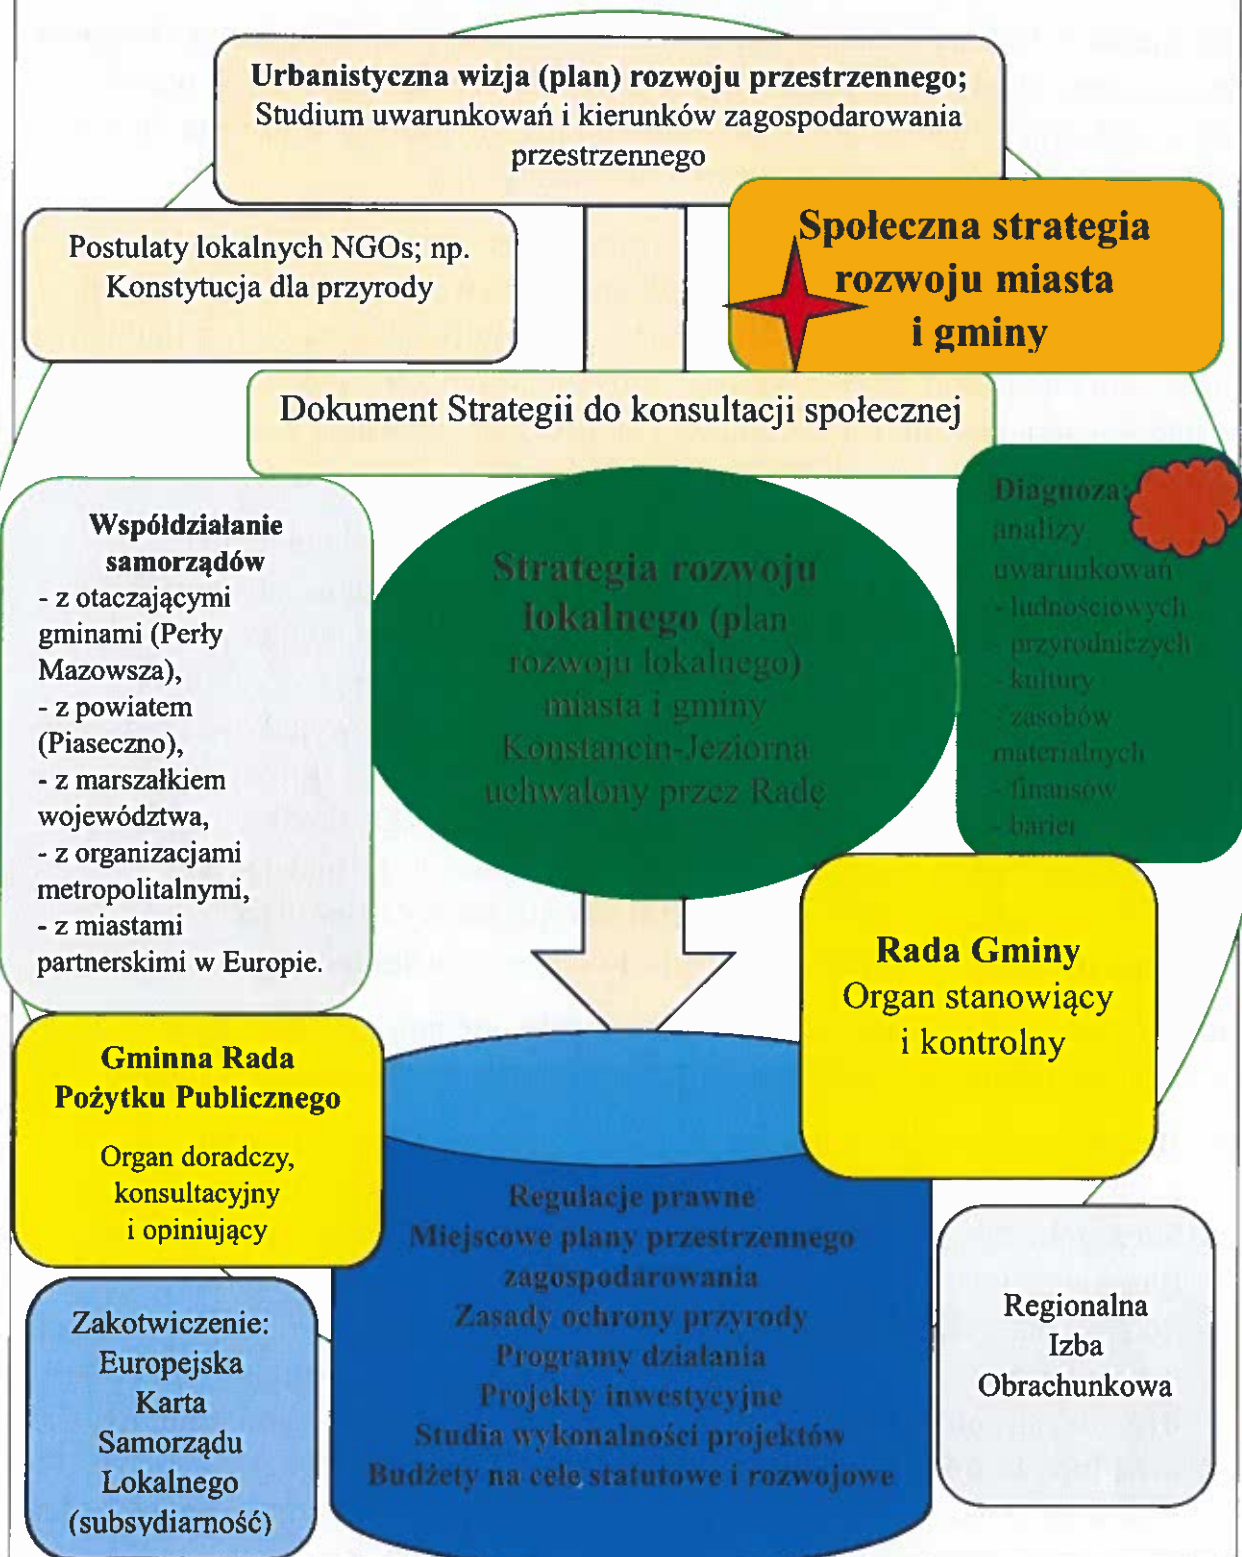 Urbanistyczna wizja (plan) rozwoju przestrzennego;
Studium uwarunkowań i kierunków zagospodarowania
przestrzennego
Postulaty lokalnych NGOs; np.
Konstytucja dla przyrody
Społeczna strategia
rozwoju miasta
i gminy
Dokument Strategii do konsultacji społecznej
Współdziałanie
samorządów
- z otaczającymi
gminami (Perły
Mazowsza),
- z powiatem
(Piaseczno),
- z marszałkiem
województwa,
- z organizacjami
metropolitalnymi,
- z miastami
partnerskimi w Europie.
Strategia rozwoju
lokalnego (plan
rozwoju lokalnego)
miasta i gminy
Konstancin-Jeziorna
uchwalony przez Radę
Diagnoza:
analizy
uwarunkowań
- ludnościowych
- przyrodniczych
- kultury
- zasobów
materialnych
- finansów
- barier
Rada Gminy
Organ stanowiący
i kontrolny
Gminna Rada
Pożytku Publicznego
Organ doradczy,
konsultacyjny
i opiniujący
Regulacje prawne
Miejscowe plany przestrzennego
zagospodarowania
Zasady ochrony przyrody
Programy działania
Projekty inwestycyjne
Studia wykonalności projektów
Budżety na cele statutowe i rozwojowe
Zakotwiczenie:
Europejska
Karta
Samorządu
Lokalnego
(subsydiarność)
Regionalna
Izba
Obrachunkowa